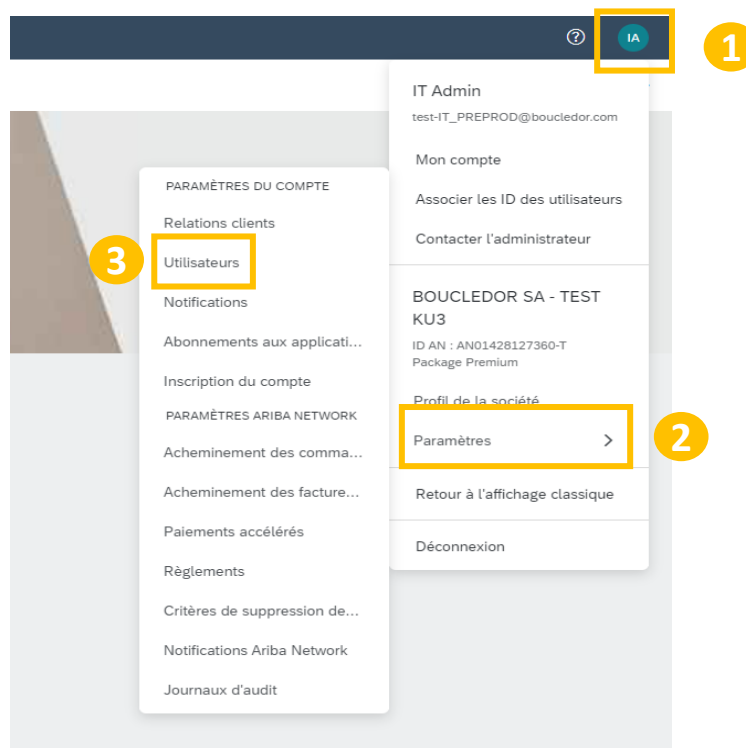 IA
1
IT Admin
test-IT_PREPROD@boucledor.com
Mon compte
Associer les ID des utilisateurs
Contacter l'administrateur
BOUCLEDOR SA - TEST
KU3
ID AN : AN01428127360-T
Package Premium
Profil de la société
Paramètres
2
Retour à l'affichage classique
Déconnexion
PARAMÈTRES DU COMPTE
Relations clients
3
Utilisateurs
Notifications
Abonnements aux applicati...
Inscription du compte
PARAMÈTRES ARIBA NETWORK
Acheminement des comma...
Acheminement des facture...
Paiements accélérés
Règlements
Critères de suppression de...
Notifications Ariba Network
Journaux d'audit